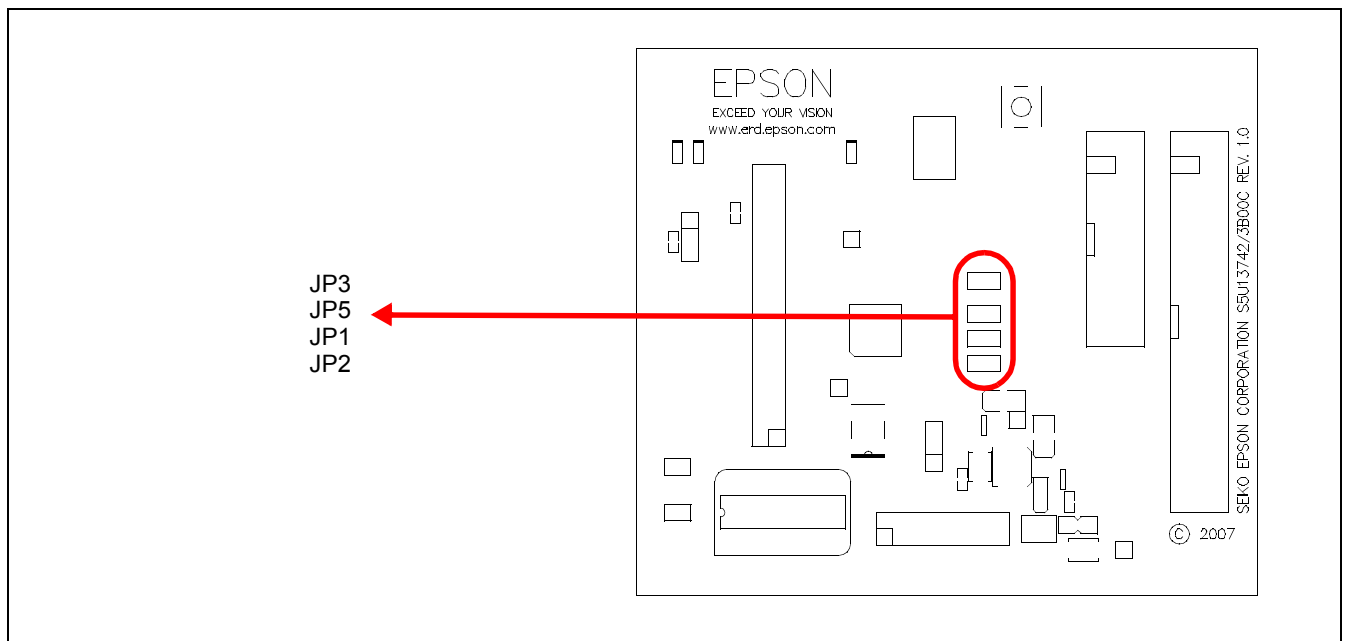 EPSON
EXCEED YOUR VISION
www.erd.epson.com
JP3
JP5
JP1
JP2
SEIKO EPSON CORPORATION S5U13742/3B00C REV. 1.0
© 2007